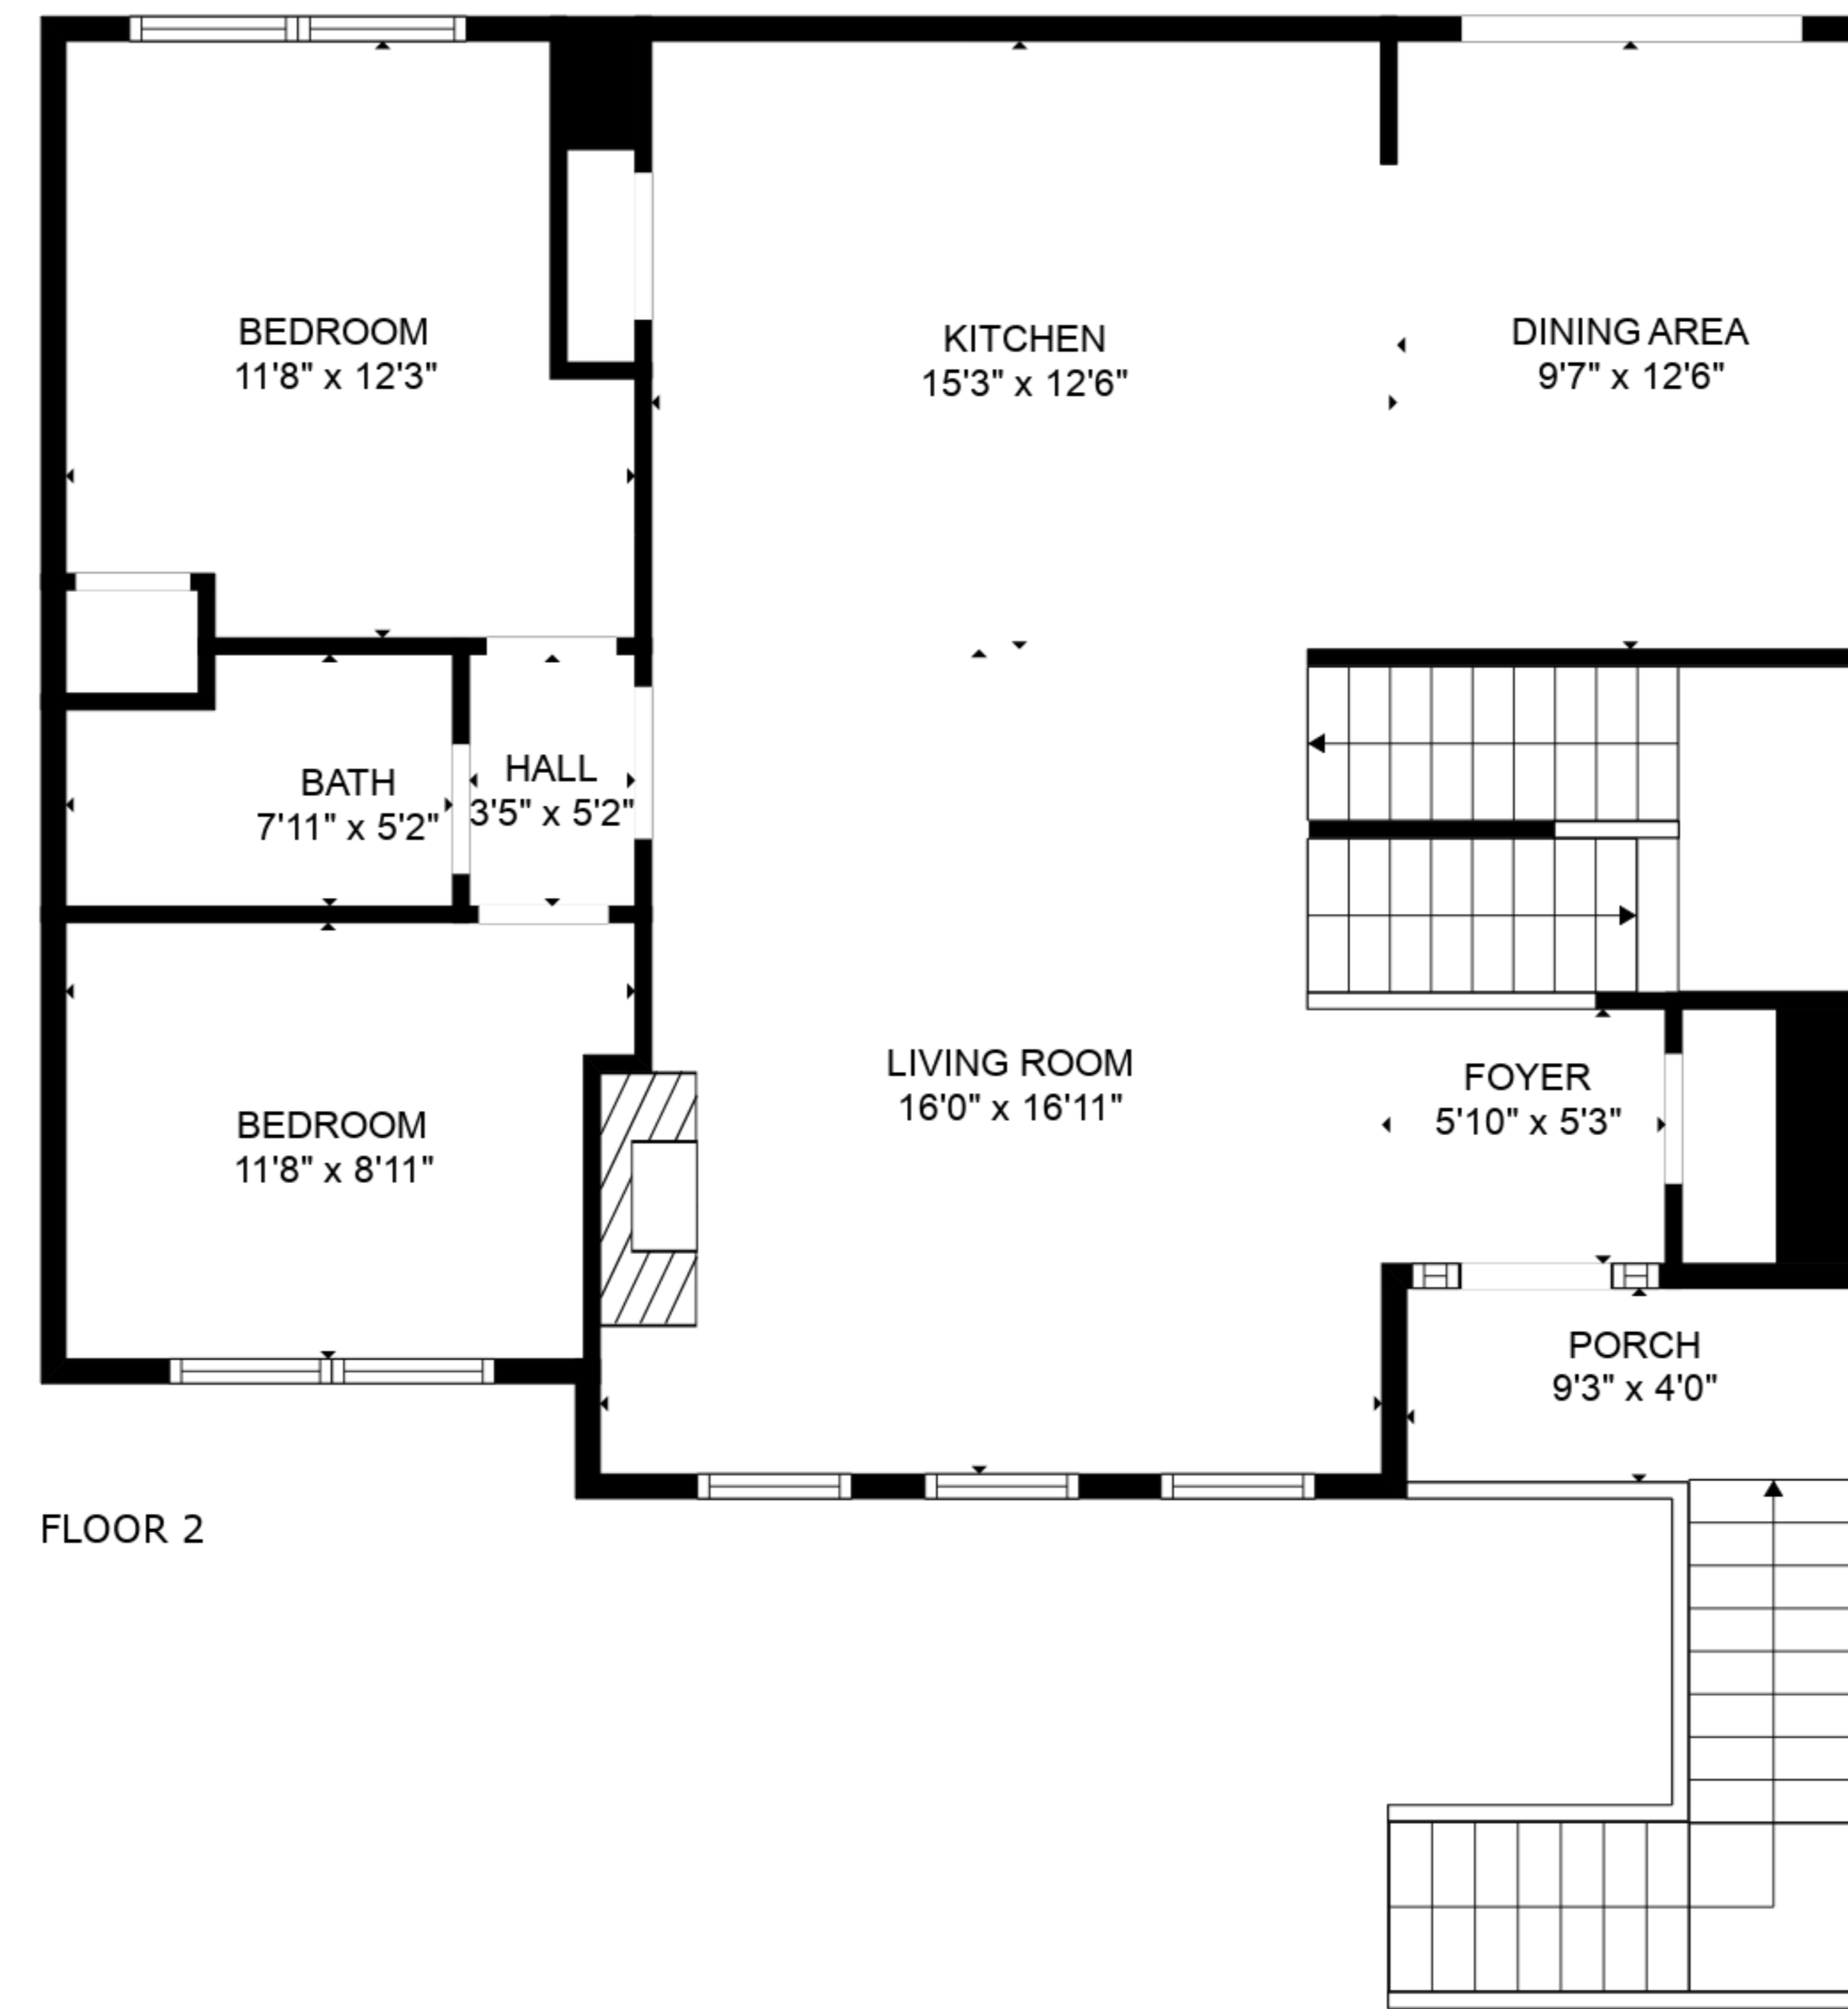 BEDROOM
11'8" x 12'3"
KITCHEN
15'3" x 12'6"
DINING AREA
9'7" x 12'6"
BATH
7'11" x 5'2"
HALL
3'5" x 5'2"
LIVING ROOM
16'0" x 16'11"
FOYER
5'10" x 5'3"
BEDROOM
11'8" x 8'11"
PORCH
9'3" x 4'0"
FLOOR 2